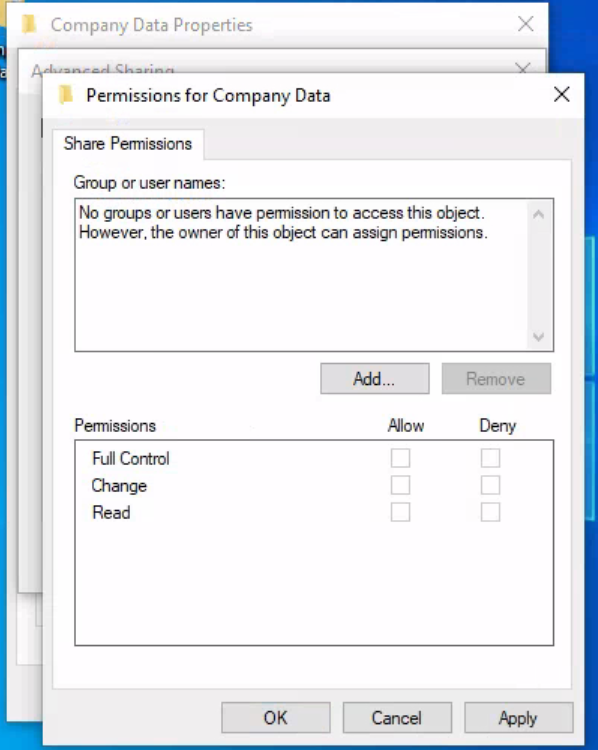 Company Data Properties
Advanced Sharing
Permissions for Company Data
Share Permissions
Group or user names:
No groups or users have permission to access this object.
However, the owner of this object can assign permissions.
Add...
Remove
Permissions
Allow
Deny
Full Control
Change
Read
OK
Cancel
Apply